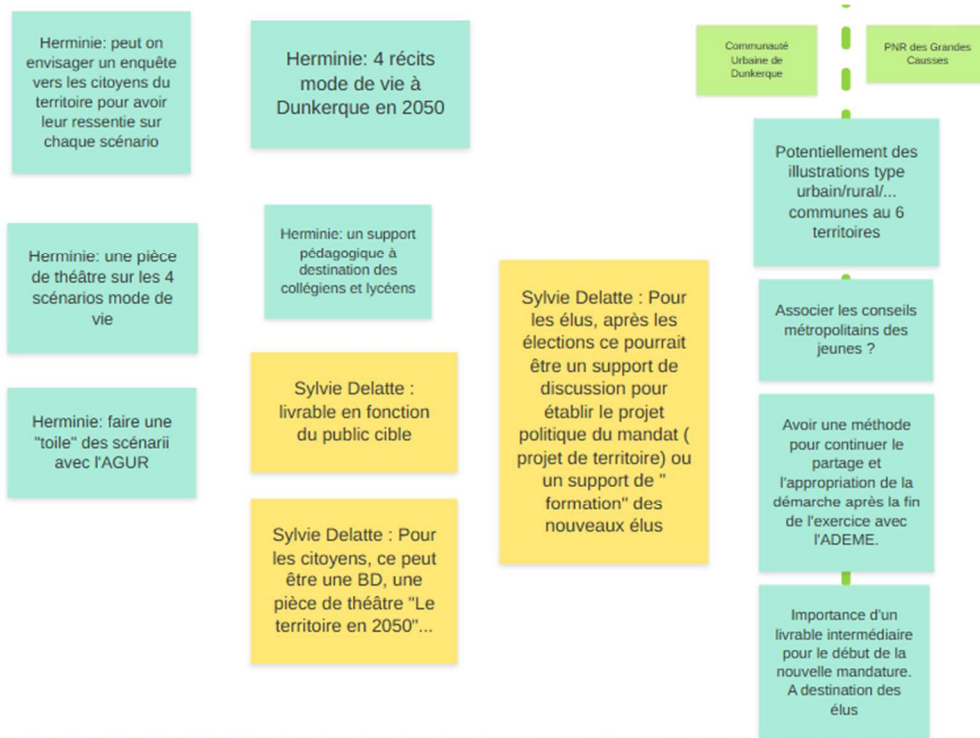 Herminie: peut on
envisager un enquête
vers les citoyens du
territoire pour avoir
leur ressentie sur
chaque scénario
Herminie: 4 récits
mode de vie à
Dunkerque en 2050
Communauté
Urbaine de
Dunkerque
PNR des Grandes
Causses
Herminie: une pièce
de théâtre sur les 4
scénarios mode de
vie
Herminie: un support
pédagogique à
destination des
collégiens et lycéens
Herminie: faire une
"toile" des scénarii
avec l'AGUR
Sylvie Delatte :
livrable en fonction
du public cible
Sylvie Delatte : Pour
les citoyens, ce peut
être une BD, une
pièce de théâtre "Le
territoire en 2050"...
Sylvie Delatte : Pour
les élus, après les
élections ce pourrait
être un support de
discussion pour
établir le projet
politique du mandat (
projet de territoire) ou
un support de "
formation" des
nouveaux élus
Potentiellement des
illustrations type
urbain/rural/...
communes au 6
territoires
Associer les conseils
métropolitains des
jeunes ?
Avoir une méthode
pour continuer le
partage et
l'appropriation de la
démarche après la fin
de l'exercice avec
l'ADEME.
Importance d'un
livrable intermédiaire
pour le début de la
nouvelle mandature.
A destination des
élus